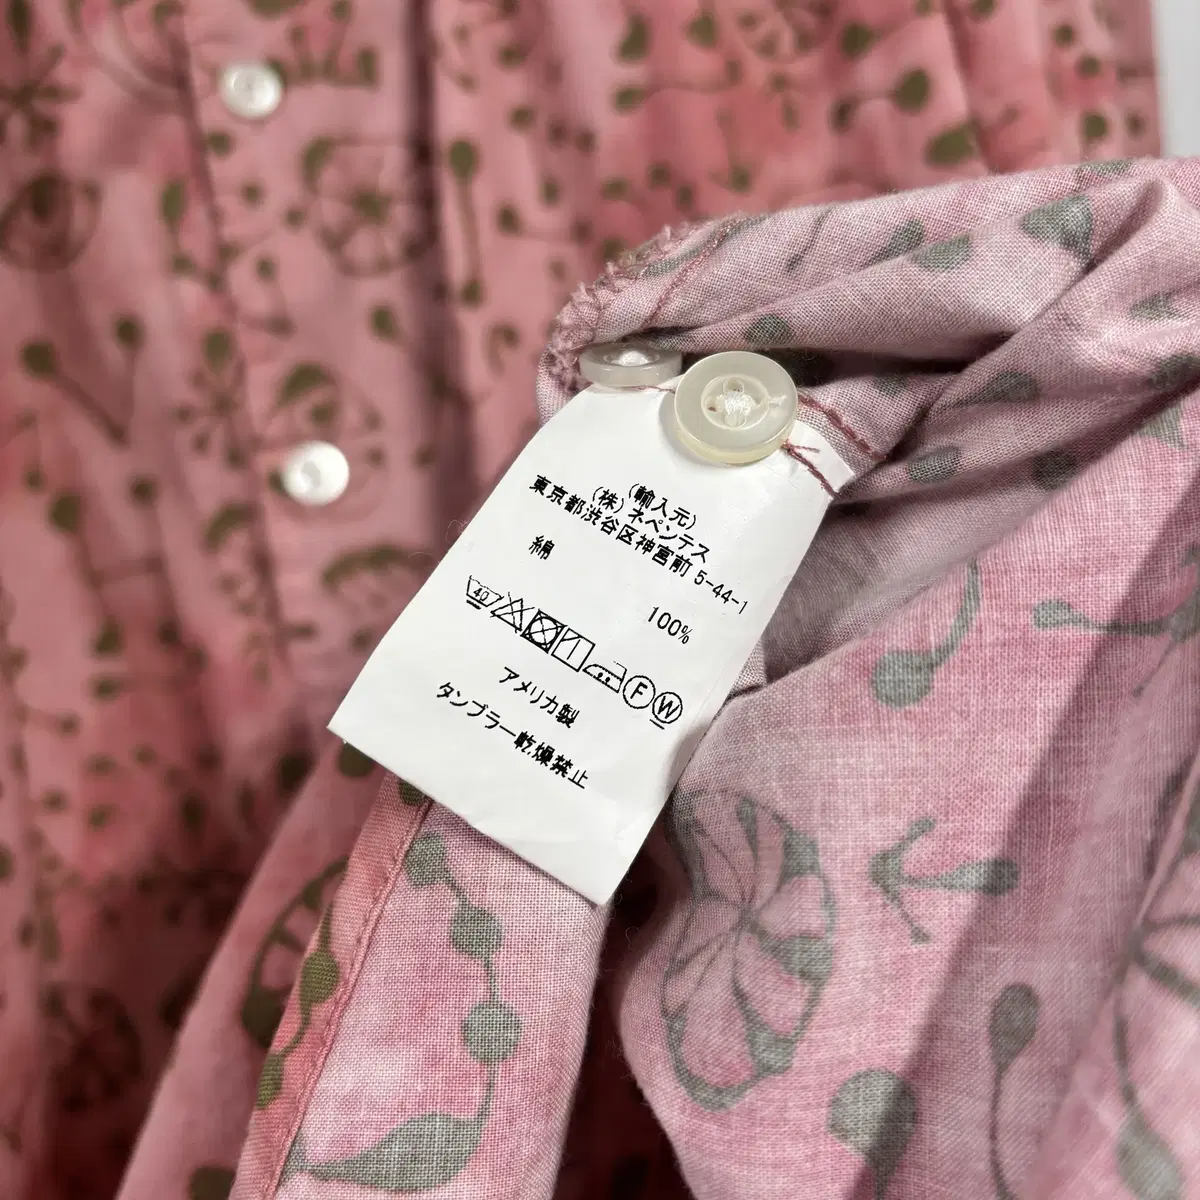 (輸入元)
(株)ネペンテス
東京都渋谷区神宮前 5-44-1
綿 100%
40 F W
アメリカ製
タンブラー乾燥禁止